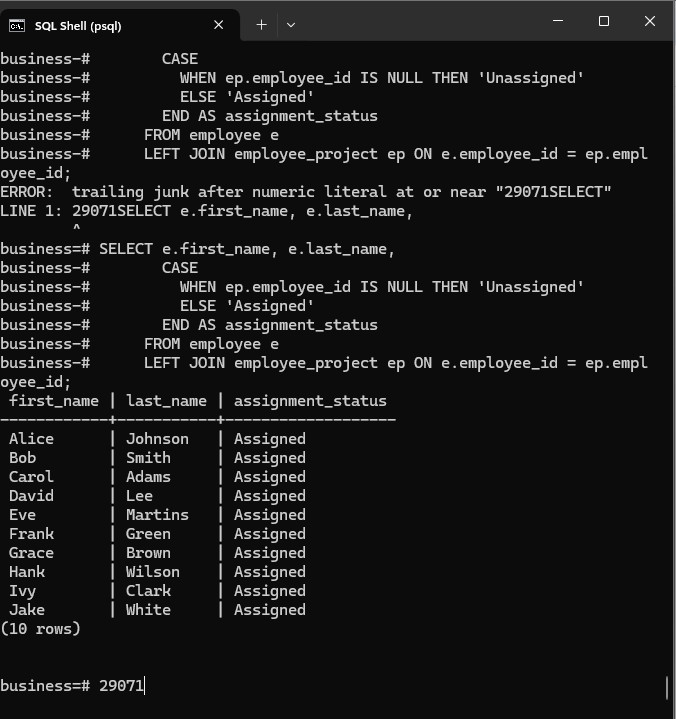 SQL Shell (psql)
business-#        CASE
business-#          WHEN ep.employee_id IS NULL THEN 'Unassigned'
business-#          ELSE 'Assigned'
business-#        END AS assignment_status
business-#      FROM employee e
business-#      LEFT JOIN employee_project ep ON e.employee_id = ep.empl
oyee_id;
ERROR:  trailing junk after numeric literal at or near "29071SELECT"
LINE 1: 29071SELECT e.first_name, e.last_name,
        ^
business=# SELECT e.first_name, e.last_name,
business-#        CASE
business-#          WHEN ep.employee_id IS NULL THEN 'Unassigned'
business-#          ELSE 'Assigned'
business-#        END AS assignment_status
business-#      FROM employee e
business-#      LEFT JOIN employee_project ep ON e.employee_id = ep.empl
oyee_id;
 first_name | last_name | assignment_status
------------+-----------+-------------------
 Alice      | Johnson   | Assigned
 Bob        | Smith     | Assigned
 Carol      | Adams     | Assigned
 David      | Lee       | Assigned
 Eve        | Martins   | Assigned
 Frank      | Green     | Assigned
 Grace      | Brown     | Assigned
 Hank       | Wilson    | Assigned
 Ivy        | Clark     | Assigned
 Jake       | White     | Assigned
(10 rows)
business=# 29071